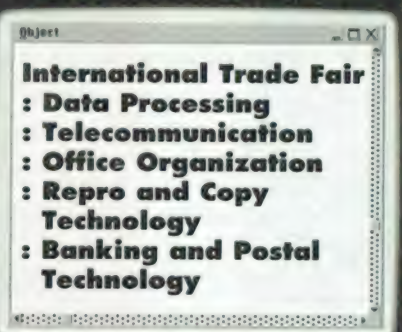 Object
International Trade Fair
: Data Processing
: Telecommunication
: Office Organization
: Repro and Copy
Technology
: Banking and Postal
Technology